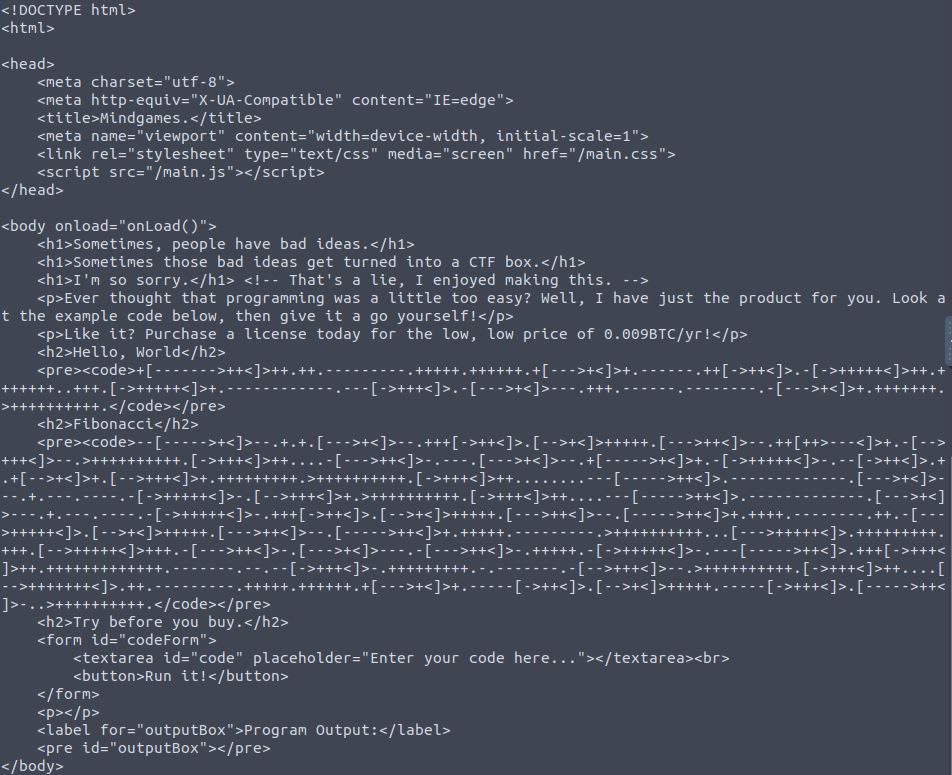 <!DOCTYPE html>
<html>

<head>
    <meta charset="utf-8">
    <meta http-equiv="X-UA-Compatible" content="IE=edge">
    <title>Mindgames.</title>
    <meta name="viewport" content="width=device-width, initial-scale=1">
    <link rel="stylesheet" type="text/css" media="screen" href="/main.css">
    <script src="/main.js"></script>
</head>

<body onload="onLoad()">
    <h1>Sometimes, people have bad ideas.</h1>
    <h1>Sometimes those bad ideas get turned into a CTF box.</h1>
    <h1>I'm so sorry.</h1> <!-- That's a lie, I enjoyed making this. -->
    <p>Ever thought that programming was a little too easy? Well, I have just the product for you. Look a
t the example code below, then give it a go yourself!</p>
    <p>Like it? Purchase a license today for the low, low price of 0.009BTC/yr!</p>
    <h2>Hello, World</h2>
    <pre><code>+[------->++<]>++.++.---------.+++++.++++++.+[--->+<]>+.------.++[->++<]>.-[->+++++<]>++.+
++++++..+++.[->+++++<]>+.------------.---[->+++<]>.-[--->+<]>---.+++.------.--------.-[--->+<]>+.+++++++.
>++++++++++.</code></pre>
    <h2>Fibonacci</h2>
    <pre><code>--[----->+<]>--.+.+.[--->+<]>--.+++[->++<]>.[-->+<]>+++++.[--->++<]>--.++[++>---<]>+.-[-->
+++<]>--.>++++++++++.[->+++<]>++....-[--->++<]>-.---.[--->+<]>--.+[----->+<]>+.-[->+++++<]>-.--[->++<]>.+
.+[-->+<]>+.[-->+++<]>+.+++++++++.>++++++++++.[->+++<]>++........---[----->++<]>.-------------.[--->+<]>-
--.+.---.----.-[->+++++<]>-.[-->+++<]>+.>++++++++++.[->+++<]>++....---[----->++<]>.-------------.[--->+<]
>---.+.---.----.-[->+++++<]>-.+++[->++<]>.[-->+<]>+++++.[--->++<]>--.[----->++<]>+.++++.--------.++.-[---
>+++++<]>.[-->+<]>+++++.[--->++<]>--.[----->++<]>+.+++++.---------.>++++++++++...[--->+++++<]>.+++++++++.
+++.[-->+++++<]>+++.-[--->++<]>-.[--->+<]>---.-[--->++<]>-.+++++.-[->+++++<]>-.---[----->++<]>.+++[->+++<
]>++.+++++++++++++.-------.--.--[->+++<]>-.+++++++++.-.-------.-[-->+++<]>--.>++++++++++.[->+++<]>++....[
-->+++++++<]>.++.---------.+++++.++++++.+[--->+<]>+.-----[->++<]>.[-->+<]>+++++.-----[->+++<]>.[----->++<
]>-..>++++++++++.</code></pre>
    <h2>Try before you buy.</h2>
    <form id="codeForm">
        <textarea id="code" placeholder="Enter your code here..."></textarea><br>
        <button>Run it!</button>
    </form>
    <p></p>
    <label for="outputBox">Program Output:</label>
    <pre id="outputBox"></pre>
</body>